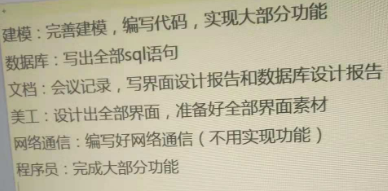 建模：完善建模，编写代码，实现大部分功能
数据库：写出全部sql语句
文档：会议记录，写界面设计报告和数据库设计报告
美工：设计出全部界面，准备好全部界面素材
网络通信：编写好网络通信（不用实现功能）
程序员：完成大部分功能